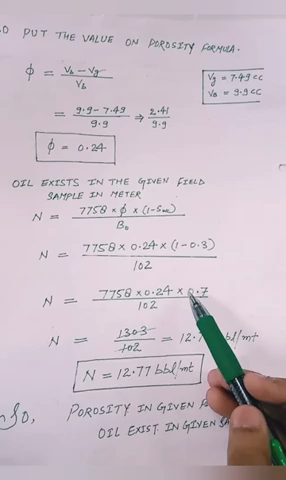 PUT THE VALUE ON POROSITY FORMULA.
ϕ = (Vb - Vg) / Vb
Vg = 7.49 cc
VB = 9.9 cc
= (9.9 - 7.49) / 9.9 ⇒ 2.41 / 9.9
ϕ = 0.24
OIL EXISTS IN THE GIVEN FIELD
SAMPLE IN METER
N = (7758 × ϕ × (1 - Swc)) / Bo
N = (7758 × 0.24 × (1 - 0.3)) / 102
N = (7758 × 0.24 × 0.7) / 102
N = 1303 / 102 = 12.7 bbl/mt
N = 12.77 bbl/mt
SO, POROSITY IN GIVEN
OIL EXIST IN GIVEN